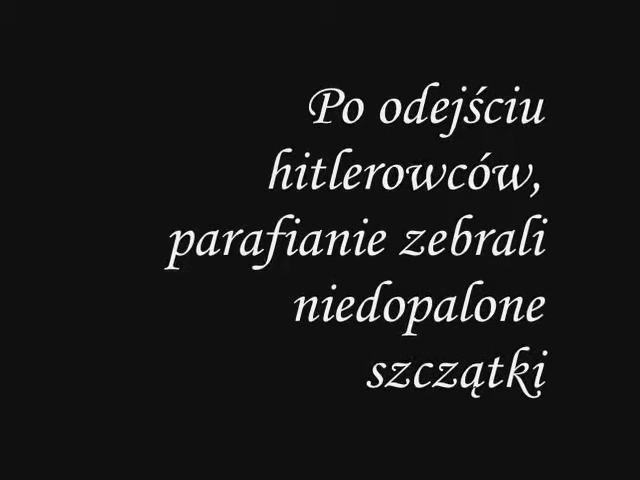 Po odejściu
hitlerowców,
parafianie zebrali
niedopalone
szczątki